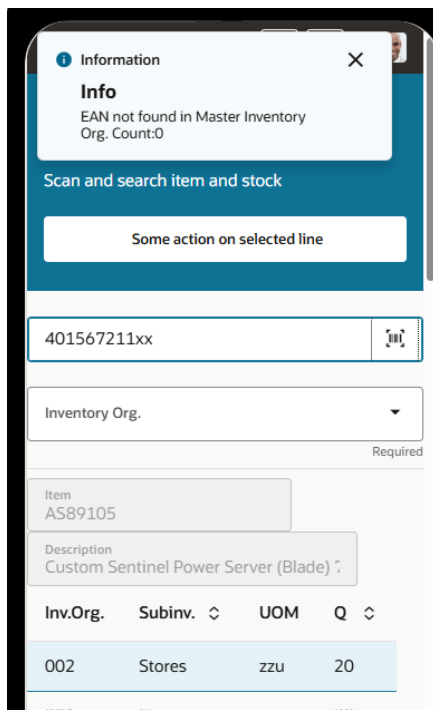 Information
Info
EAN not found in Master Inventory
Org. Count:0
Scan and search item and stock
Some action on selected line
401567211xx
Inventory Org.
Required
Item
AS89105
Description
Custom Sentinel Power Server (Blade)
Inv.Org. Subinv. UOM Q
002 Stores zzu 20